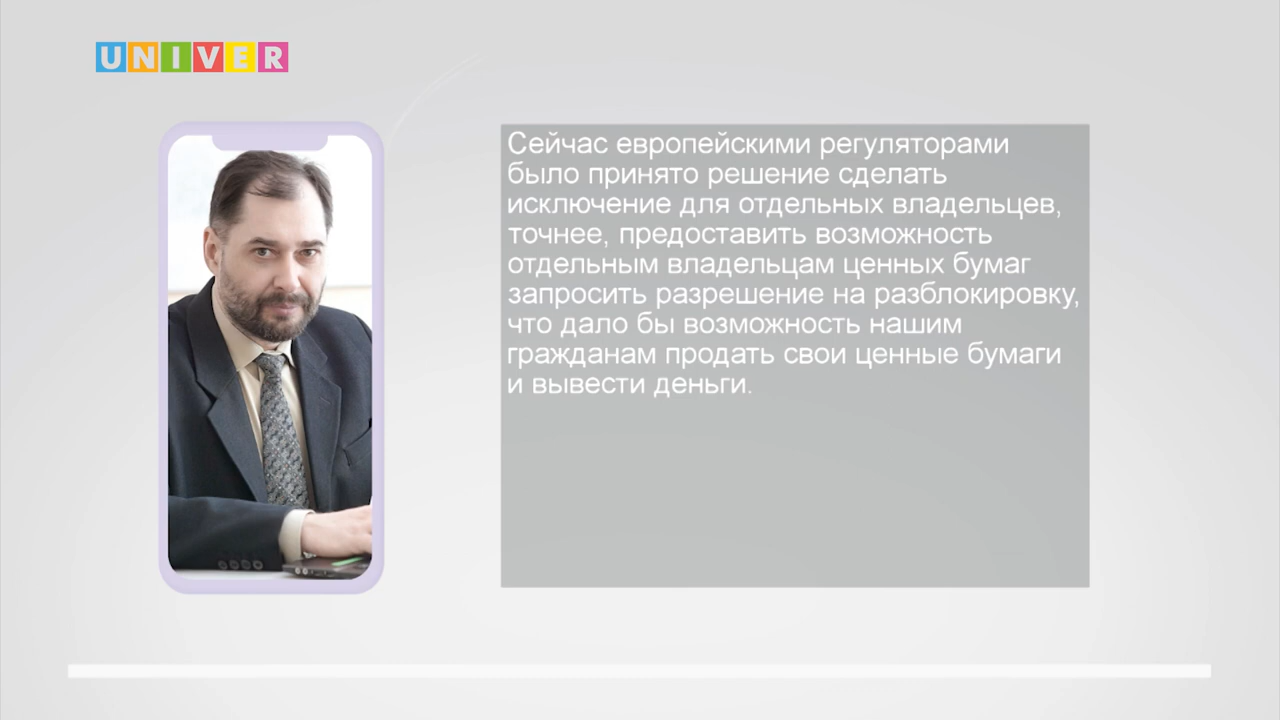 UNIVER
Сейчас европейскими регуляторами
было принято решение сделать
исключение для отдельных владельцев,
точнее, предоставить возможность
отдельным владельцам ценных бумаг
запросить разрешение на разблокировку,
что дало бы возможность нашим
гражданам продать свои ценные бумаги
и вывести деньги.